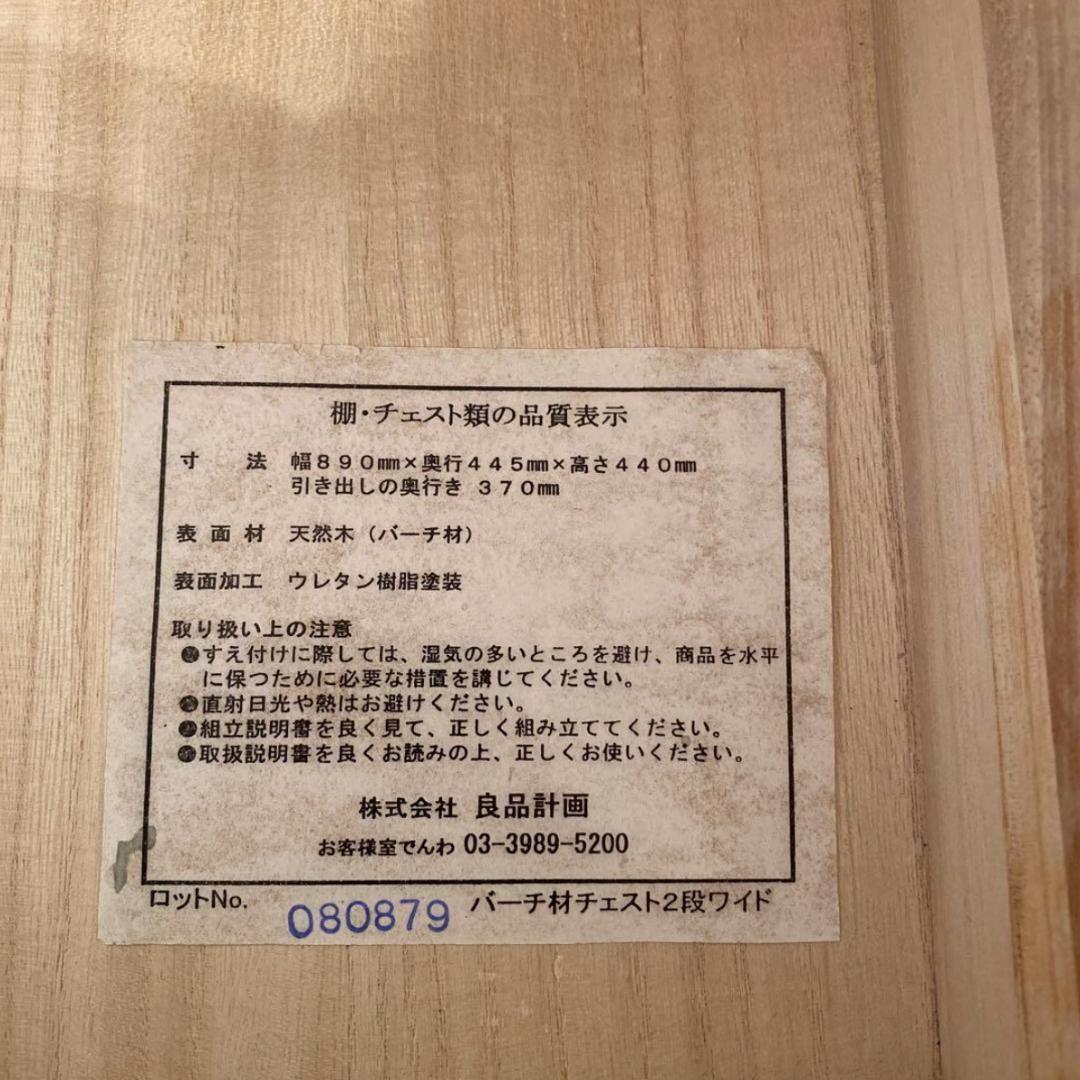 棚・チェスト類の品質表示
寸 法 幅890㎜×奥行445㎜×高さ440㎜
引き出しの奥行き 370㎜
表面材 天然木（バーチ材）
表面加工 ウレタン樹脂塗装
取り扱い上の注意
●すえ付けに際しては、湿気の多いところを避け、商品を水平
に保つために必要な措置を講じてください。
●直射日光や熱はお避けください。
●組立説明書を良く見て、正しく組み立ててください。
●取扱説明書を良くお読みの上、正しくお使いください。
株式会社 良品計画
お客様室でんわ 03-3989-5200
ロットNo. 080879 バーチ材チェスト2段ワイド